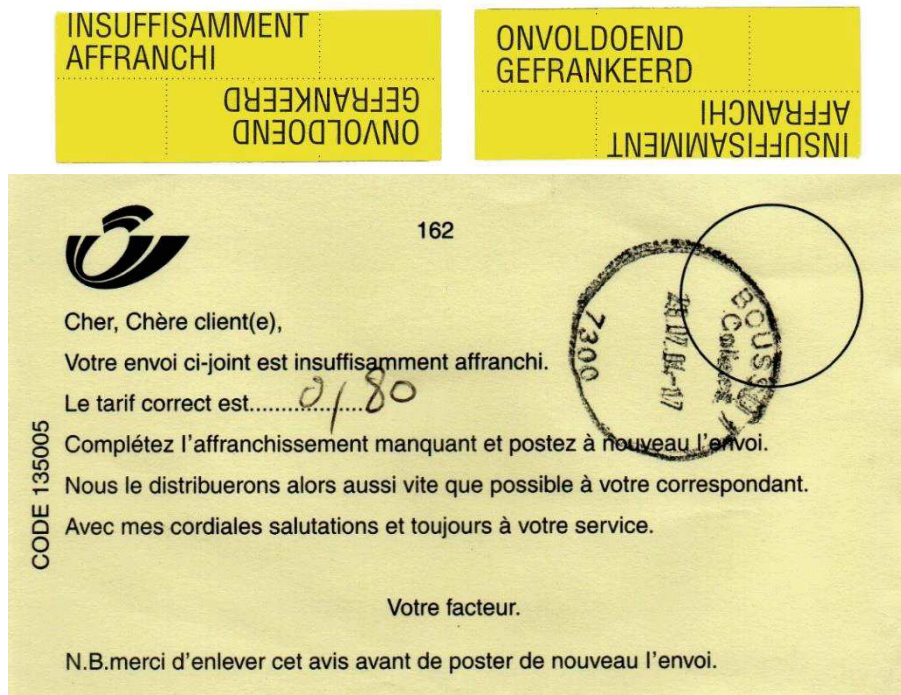 INSUFFISAMMENT
AFFRANCHI
ONVOLDOEND
GEFRANKEERD
ONVOLDOEND
GEFRANKEERD
INSUFFISAMMENT
AFFRANCHI
162
BOUSSU 1
7300
Cher, Chère client(e),
Votre envoi ci-joint est insuffisamment affranchi.
Le tarif correct est..................... 0,80
Complétez l'affranchissement manquant et postez à nouveau l'envoi.
Nous le distribuerons alors aussi vite que possible à votre correspondant.
Avec mes cordiales salutations et toujours à votre service.
CODE 135005
Votre facteur.
N.B.merci d'enlever cet avis avant de poster de nouveau l'envoi.